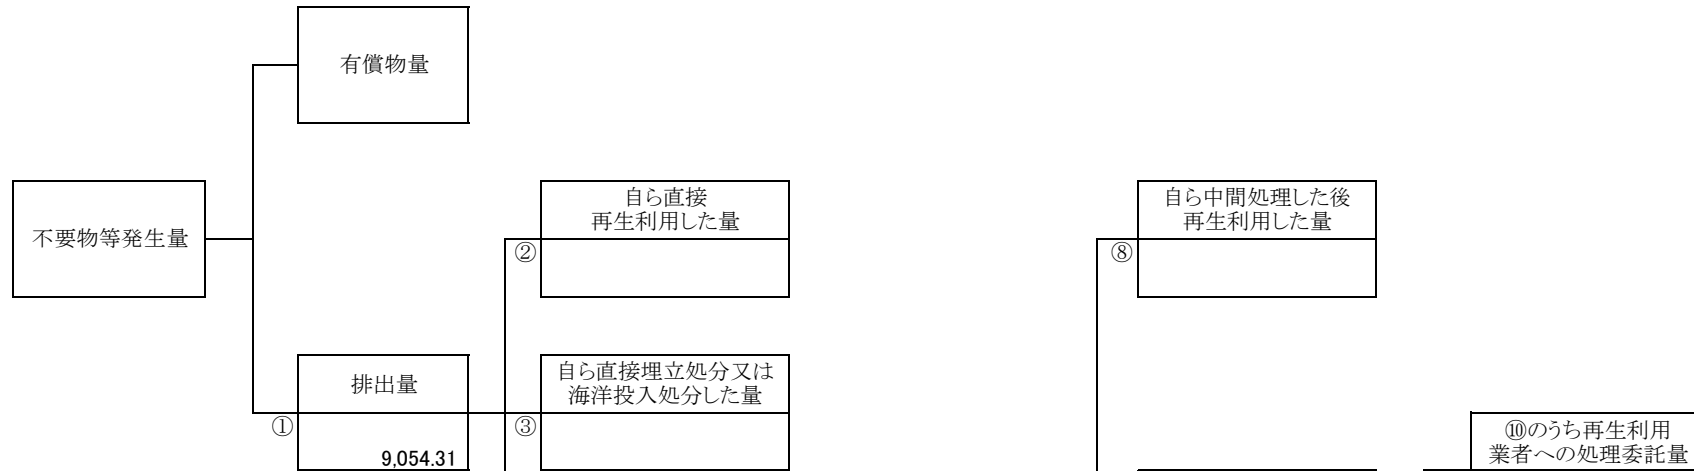 有償物量
不要物等発生量
自ら直接
再生利用した量
②
自ら中間処理した後
再生利用した量
⑧
排出量
①
9,054.31
自ら直接埋立処分又は
海洋投入処分した量
③
⑩のうち再生利用
業者への処理委託量